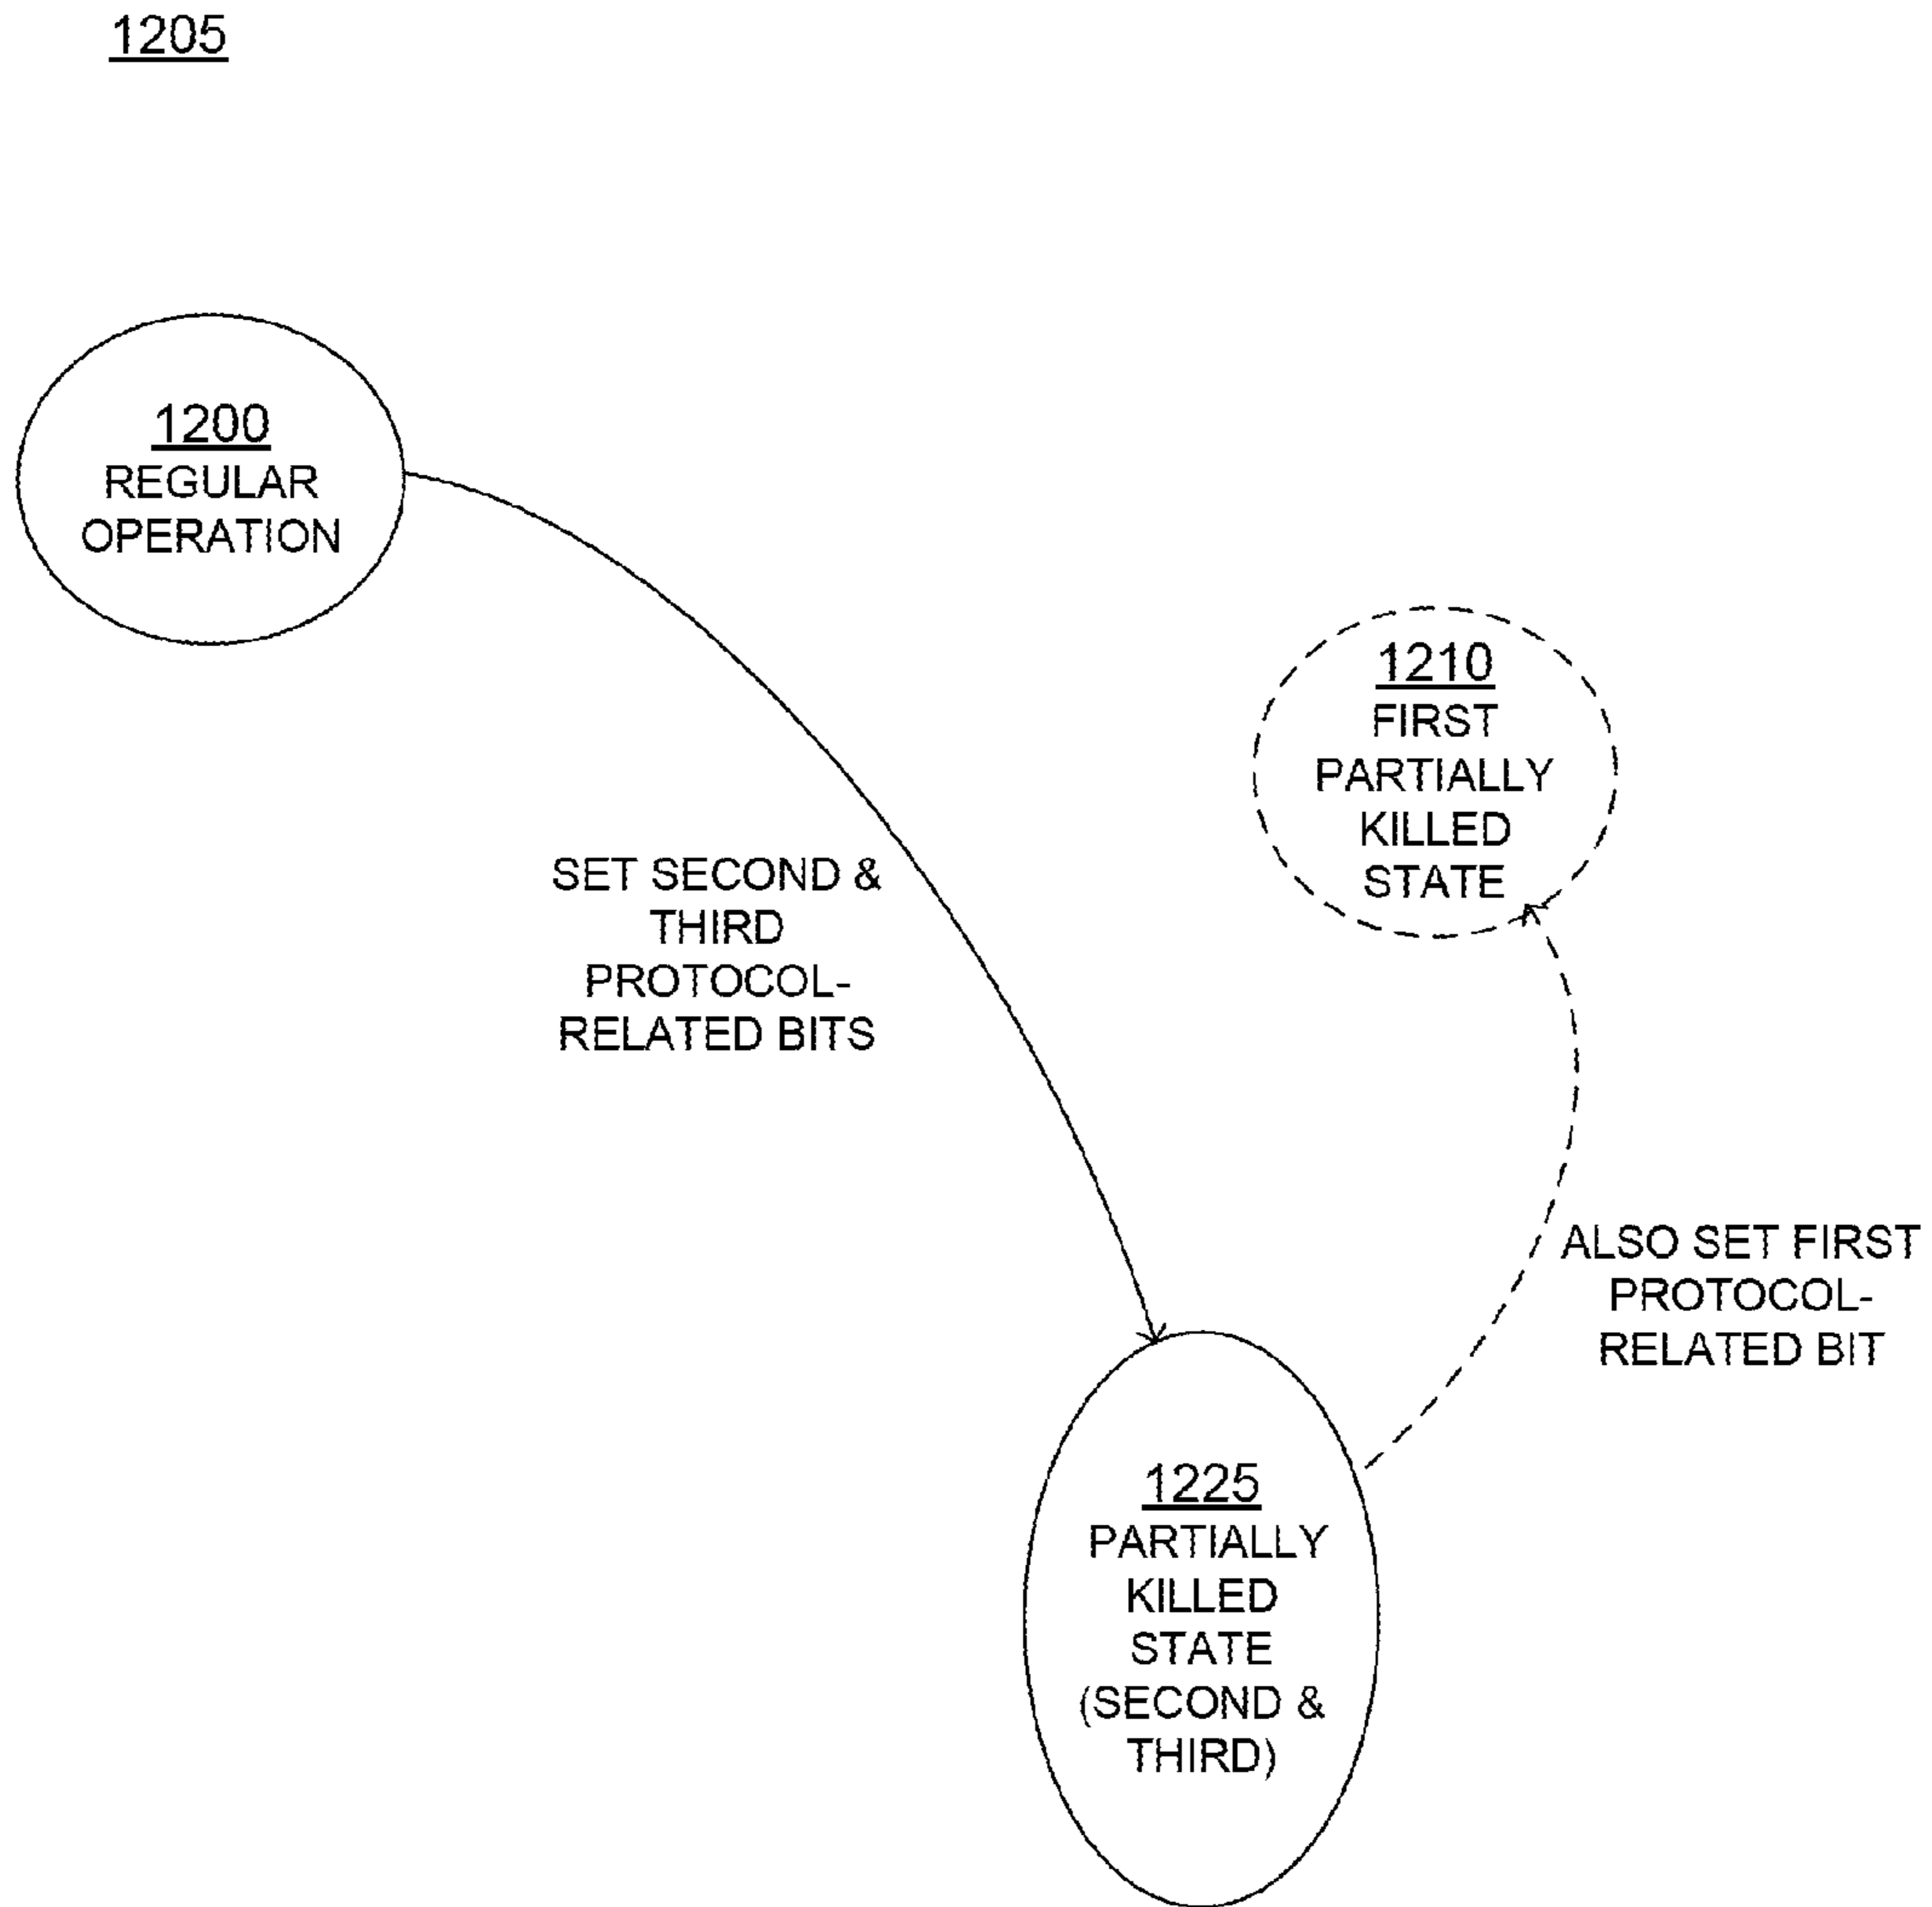 1205
1200
REGULAR
OPERATION
1210
FIRST
PARTIALLY
KILLED
STATE
SET SECOND &
THIRD
PROTOCOL-
RELATED BITS
ALSO SET FIRST
PROTOCOL-
RELATED BIT
1225
PARTIALLY
KILLED
STATE
(SECOND &
THIRD)